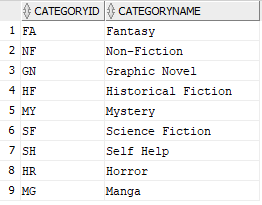 CATEGORYID CATEGORYNAME
1 FA Fantasy
2 NF Non-Fiction
3 GN Graphic Novel
4 HF Historical Fiction
5 MY Mystery
6 SF Science Fiction
7 SH Self Help
8 HR Horror
9 MG Manga